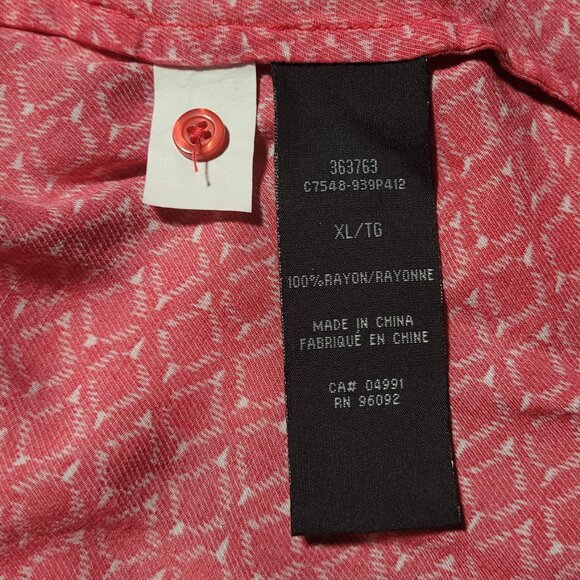 363763
C7548-939P412
XL/TG
100%RAYON/RAYONNE
MADE IN CHINA
FABRIQUÉ EN CHINE
CA# 04991
RN 96092